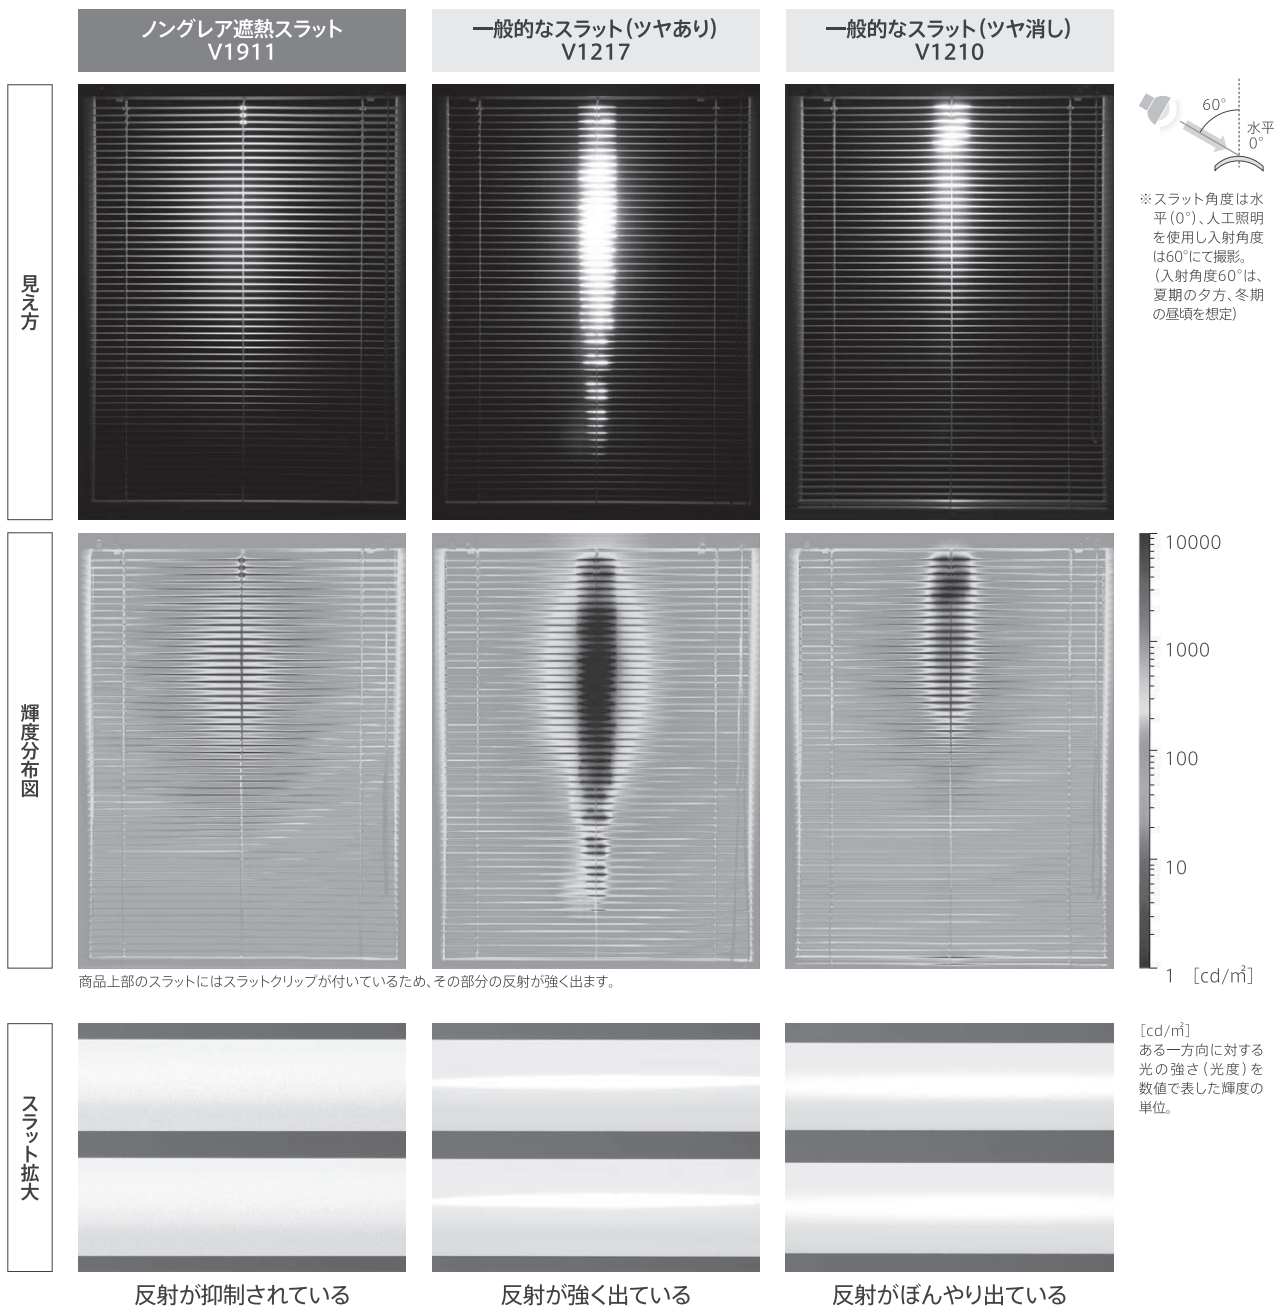 ノングレア遮熱スラット
V1911
一般的なスラット(ツヤあり)
V1217
一般的なスラット(ツヤ消し)
V1210
見え方
60°
水平
0°
※スラット角度は水
平(0°)、人工照明
を使用し入射角度
は60°にて撮影。
(入射角度60°は、
夏期の夕方、冬期
の昼頃を想定)
輝度分布図
10000
1000
100
10
1 [cd/㎡]
商品上部のスラットにはスラットクリップが付いているため、その部分の反射が強く出ます。
スラット拡大
[cd/㎡]
ある一方向に対する
光の強さ(光度)を
数値で表した輝度の
単位。
反射が抑制されている
反射が強く出ている
反射がぼんやり出ている